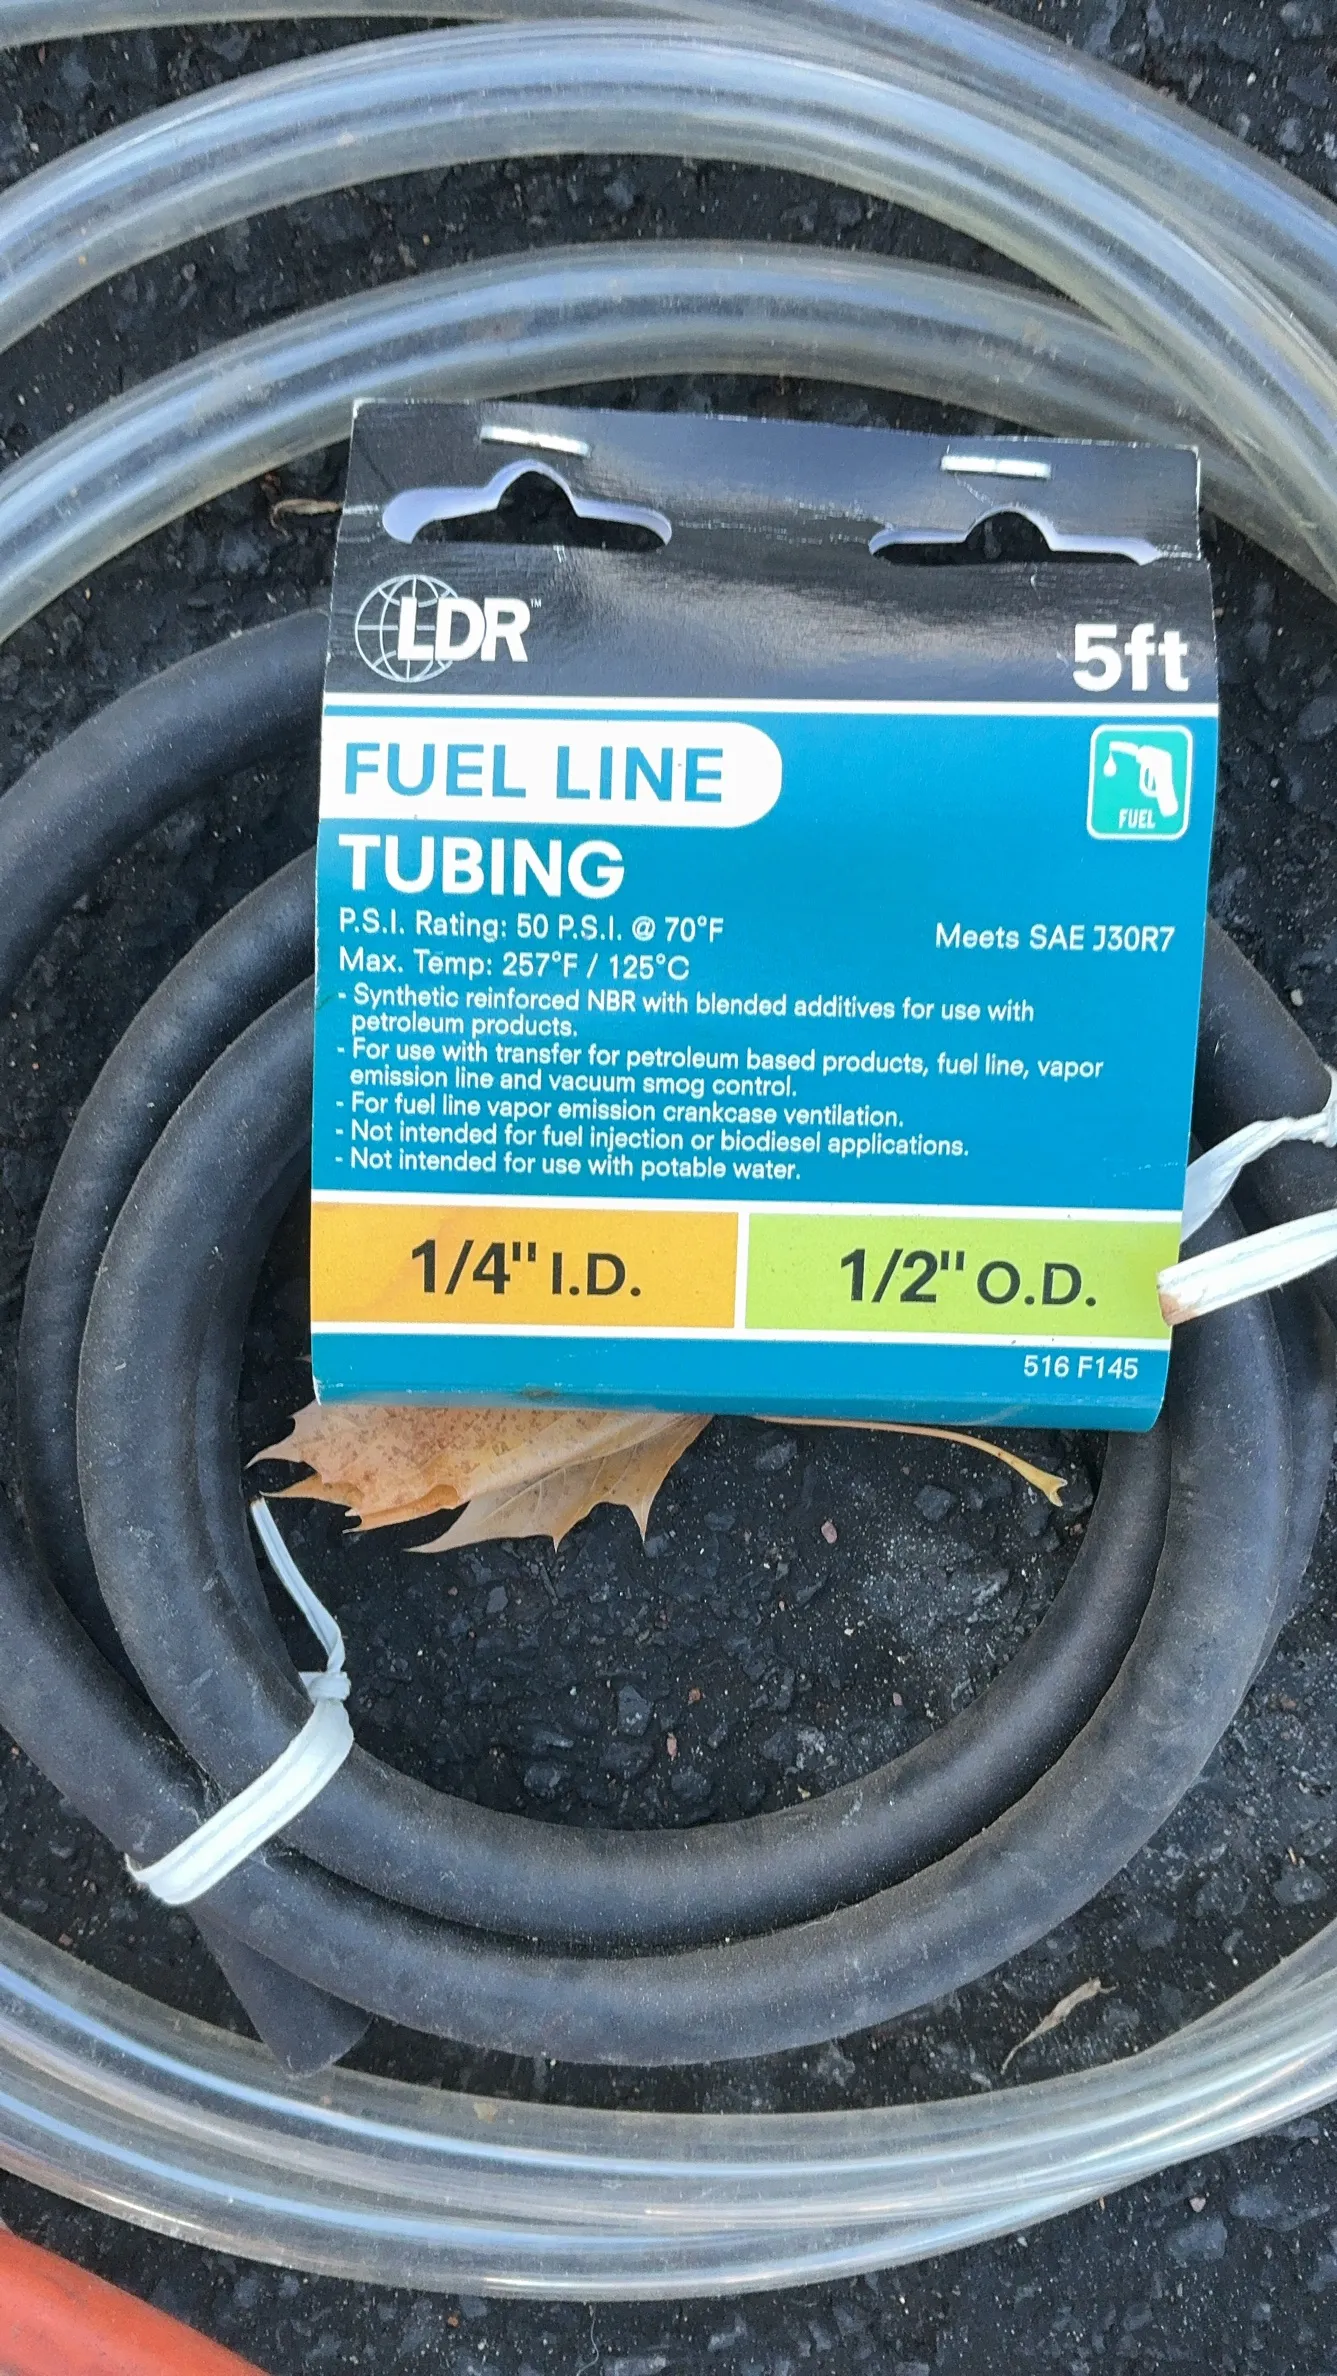 LDR™
5ft
FUEL LINE
FUEL
TUBING
P.S.I. Rating: 50 P.S.I. @ 70°F
Meets SAE J30R7
Max. Temp: 257°F / 125°C
- Synthetic reinforced NBR with blended additives for use with
petroleum products.
- For use with transfer for petroleum based products, fuel line, vapor
emission line and vacuum smog control.
- For fuel line vapor emission crankcase ventilation.
- Not intended for fuel injection or biodiesel applications.
- Not intended for use with potable water.
1/4" I.D.
1/2" O.D.
516 F145